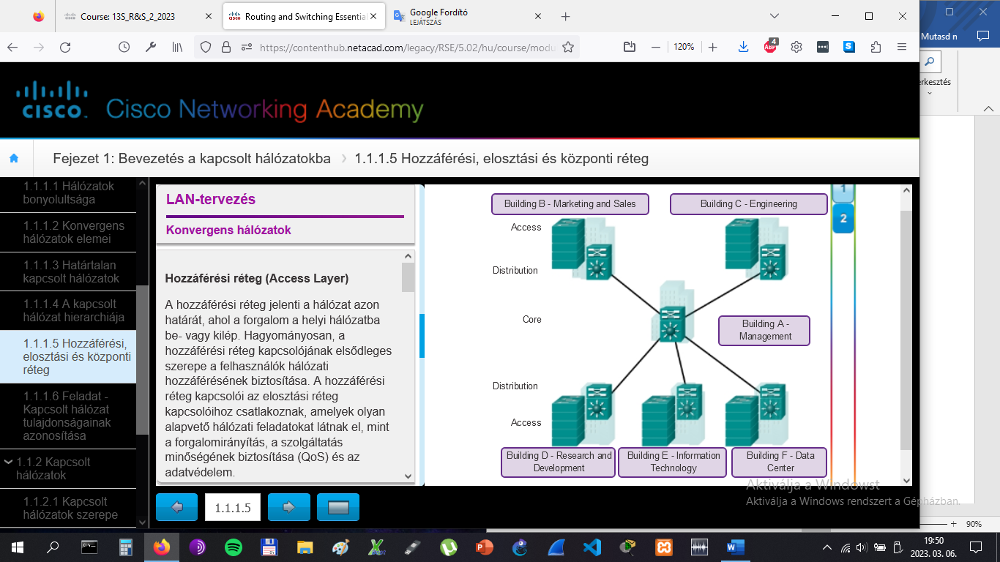 Course: 13S_R&S_2_2023
Routing and Switching Essential
Google Fordító
LEJÁTSZÁS
Mutasd n
https://contenthub.netacad.com/legacy/RSE/5.02/hu/course/modu
120%
ABP
4
S
erkesztés
CISCO.
Cisco Networking Academy
Fejezet 1: Bevezetés a kapcsolt hálózatokba
1.1.1.5 Hozzáférési, elosztási és központi réteg
1.1.1.1 Hálózatok
bonyolultsága
1.1.1.2 Konvergens
hálózatok elemei
1.1.1.3 Határtalan
kapcsolt hálózatok
1.1.1.4 A kapcsolt
hálózat hierarchiája
1.1.1.5 Hozzáférési,
elosztási és központi
réteg
1.1.1.6 Feladat -
Kapcsolt hálózat
tulajdonságainak
azonosítása
1.1.2 Kapcsolt
hálózatok
1.1.2.1 Kapcsolt
hálózatok szerepe
LAN-tervezés
Konvergens hálózatok
Hozzáférési réteg (Access Layer)
A hozzáférési réteg jelenti a hálózat azon
határát, ahol a forgalom a helyi hálózatba
be- vagy kilép. Hagyományosan, a
hozzáférési réteg kapcsolójának elsődleges
szerepe a felhasználók hálózati
hozzáférésének biztosítása. A hozzáférési
réteg kapcsolói az elosztási réteg
kapcsolóihoz csatlakoznak, amelyek olyan
alapvető hálózati feladatokat látnak el, mint
a forgalomirányítás, a szolgáltatás
minőségének biztosítása (QoS) és az
adatvédelem.
1.1.1.5
Building B - Marketing and Sales
Building C - Engineering
1
2
Access
Distribution
Core
Building A -
Management
Distribution
Access
Building D - Research and
Development
Building E - Information
Technology
Building F - Data
Center
Aktiválja a Windowst
Aktiválja a Windows rendszert a Gépházban.
90%
19:50
2023. 03. 06.